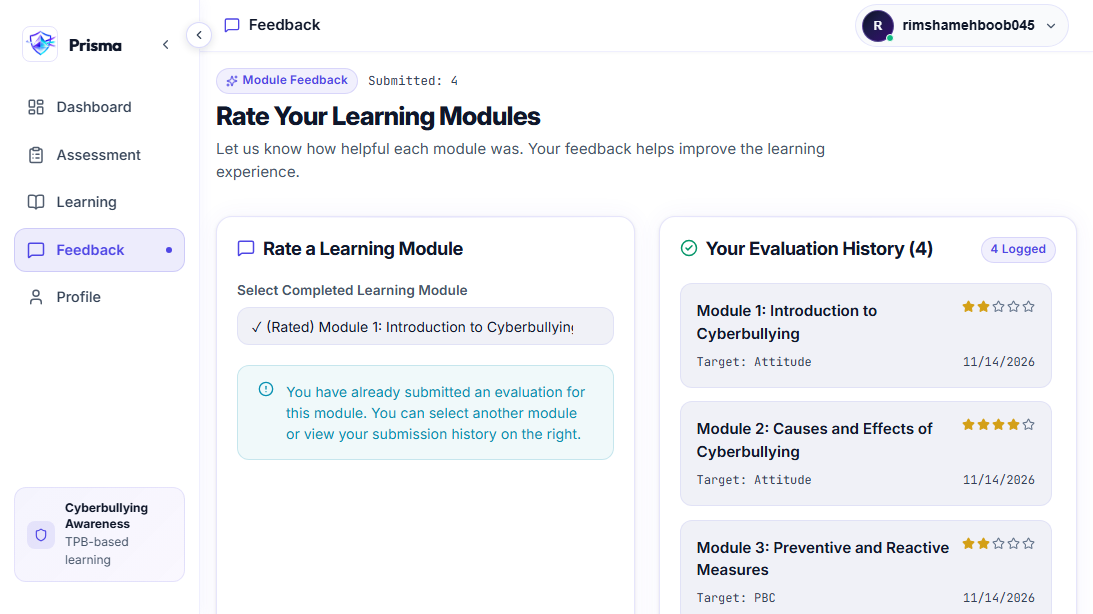 Prisma
Dashboard
Assessment
Learning
Feedback
Profile
Cyberbullying
Awareness
TPB-based
learning
Feedback
R
rimshamehboob045
Module Feedback
Submitted: 4
Rate Your Learning Modules
Let us know how helpful each module was. Your feedback helps improve the learning
experience.
Rate a Learning Module
Select Completed Learning Module
✓ (Rated) Module 1: Introduction to Cyberbullying
You have already submitted an evaluation for
this module. You can select another module
or view your submission history on the right.
Your Evaluation History (4)
4 Logged
Module 1: Introduction to
Cyberbullying
Target: Attitude
11/14/2026
Module 2: Causes and Effects of
Cyberbullying
Target: Attitude
11/14/2026
Module 3: Preventive and Reactive
Measures
Target: PBC
11/14/2026